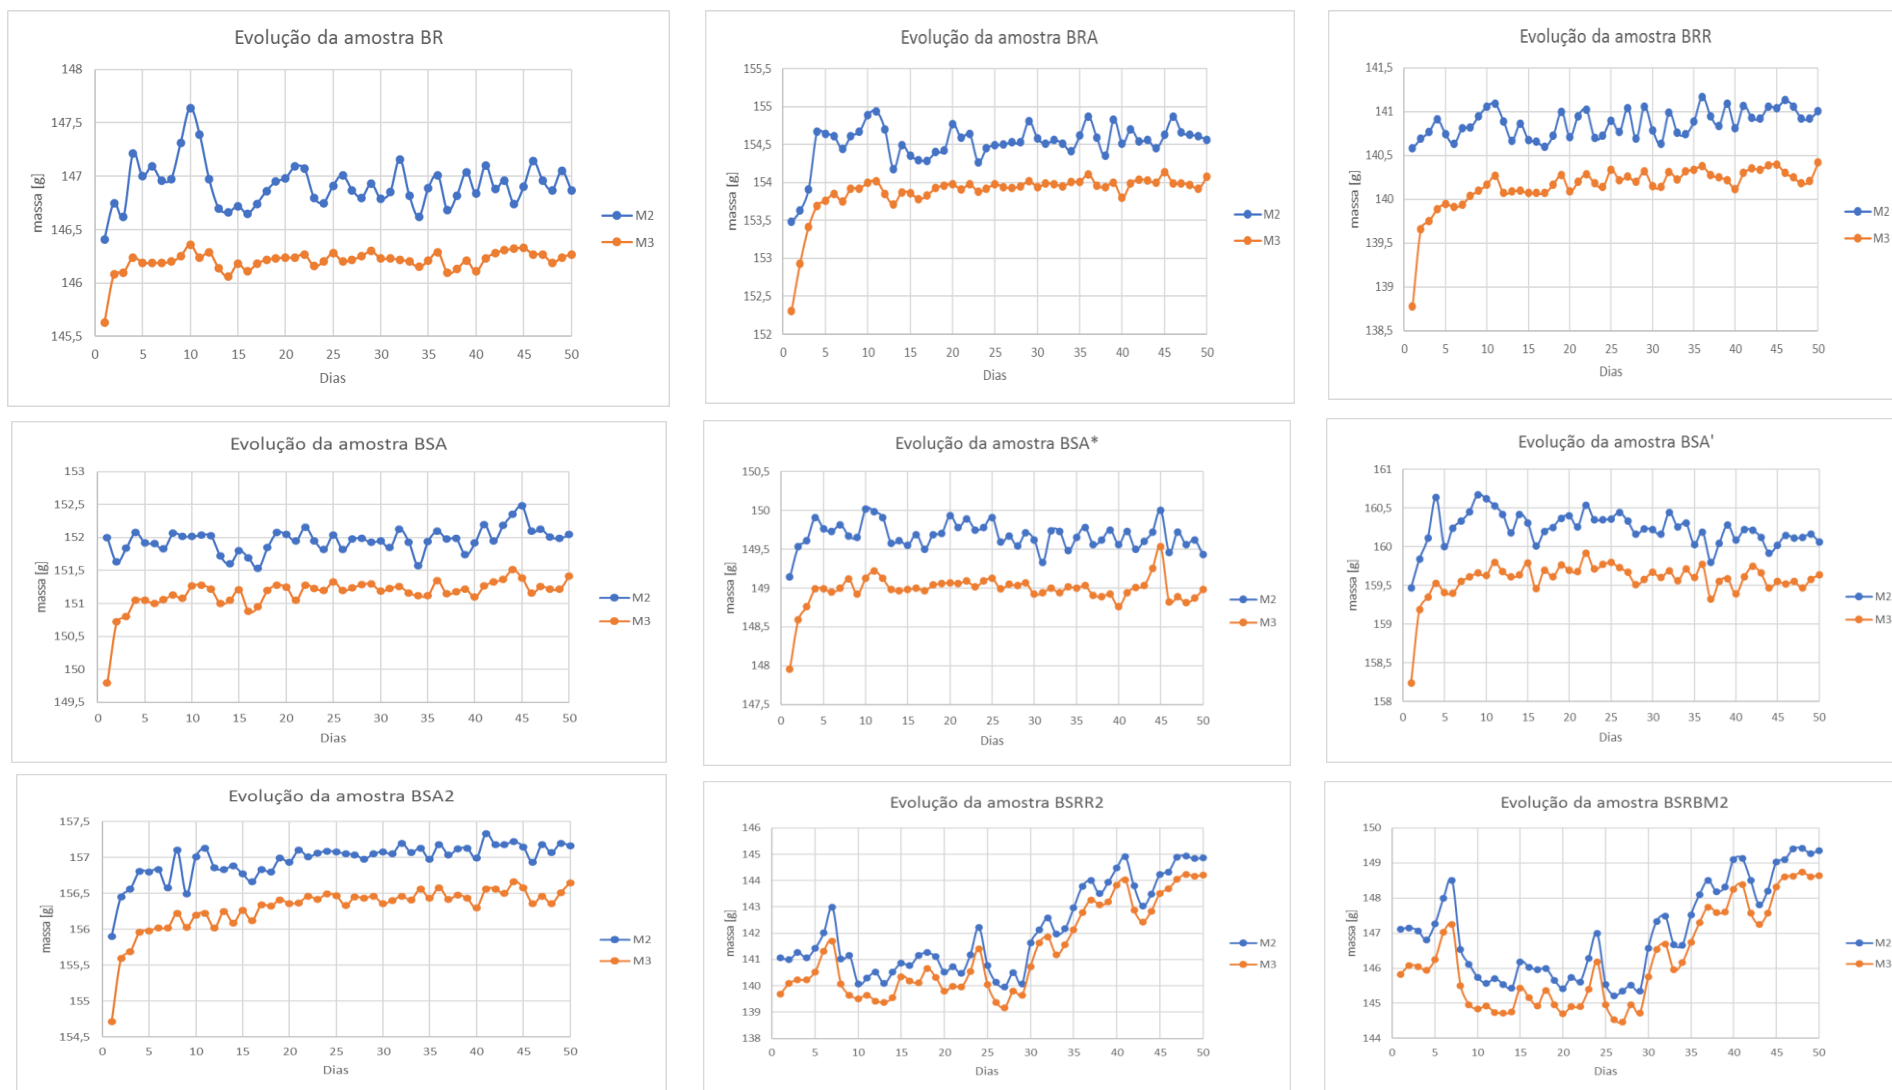 Evolução da amostra BR
massa [g]
148
147,5
147
146,5
146
145,5
0 5 10 15 20 25 30 35 40 45 50
Dias
M2
M3
Evolução da amostra BRA
massa [g]
155,5
155
154,5
154
153,5
153
152,5
152
0 5 10 15 20 25 30 35 40 45 50
Dias
M2
M3
Evolução da amostra BRR
massa [g]
141,5
141
140,5
140
139,5
139
138,5
0 5 10 15 20 25 30 35 40 45 50
Dias
M2
M3
Evolução da amostra BSA
massa [g]
153
152,5
152
151,5
151
150,5
150
149,5
0 5 10 15 20 25 30 35 40 45 50
Dias
M2
M3
Evolução da amostra BSA*
massa [g]
150,5
150
149,5
149
148,5
148
147,5
0 5 10 15 20 25 30 35 40 45 50
Dias
M2
M3
Evolução da amostra BSA'
massa [g]
161
160,5
160
159,5
159
158,5
158
0 5 10 15 20 25 30 35 40 45 50
Dias
M2
M3
Evolução da amostra BSA2
massa [g]
157,5
157
156,5
156
155,5
155
154,5
0 5 10 15 20 25 30 35 40 45 50
Dias
M2
M3
Evolução da amostra BSRR2
massa [g]
146
145
144
143
142
141
140
139
138
0 5 10 15 20 25 30 35 40 45 50
Dias
M2
M3
Evolução da amostra BSRBM2
massa [g]
150
149
148
147
146
145
144
0 5 10 15 20 25 30 35 40 45 50
Dias
M2
M3